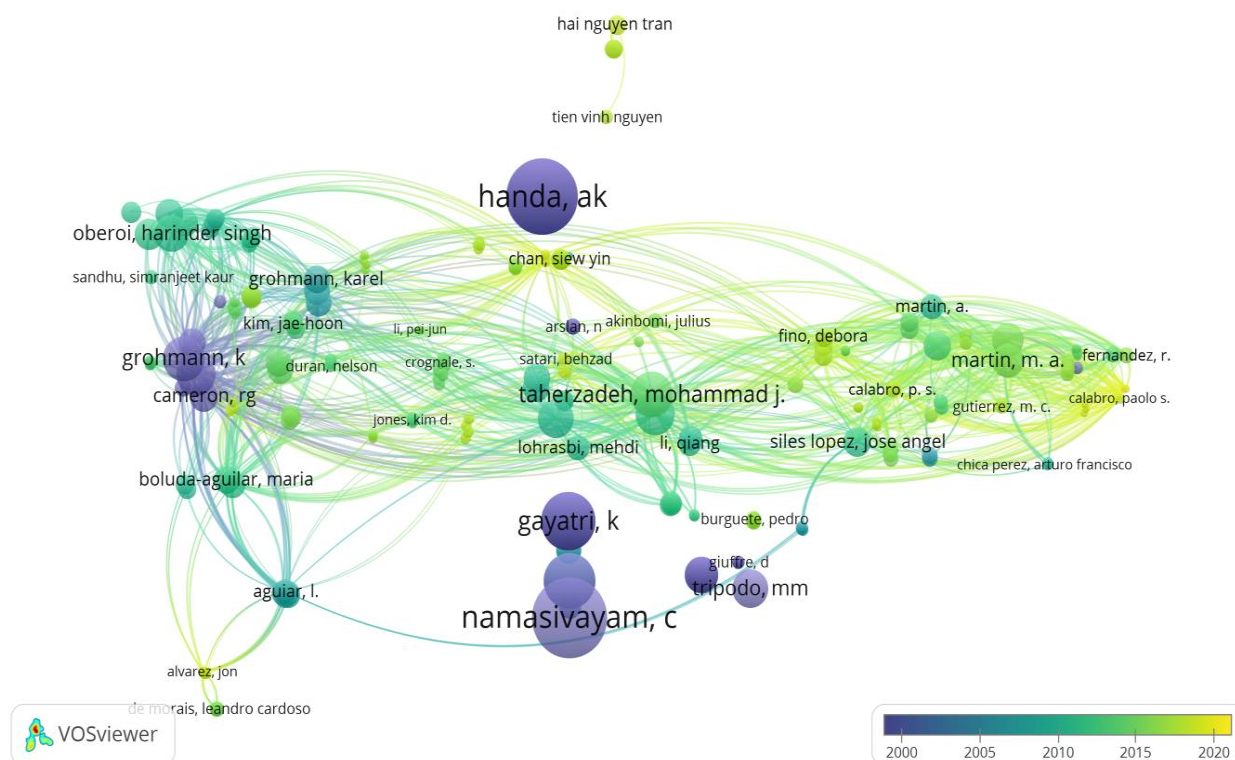 hai nguyen tran
tien vinh nguyen
handa, ak
oberoi, harinder singh
chan, siew yin
sandhu, simranjeet kaur
grohmann, karel
martin, a.
kim, jae-hoon
li, pei-jun
arslan, n
akinbomi, julius
fino, debora
grohmann, k
duran, nelson
crognale, s.
satari, behzad
martin, m. a.
fernandez, r.
cameron, rg
taherzadeh, mohammad j.
calabro, p. s.
calabro, paolo s.
jones, kim d.
gutierrez, m. c.
lohrasbi, mehdi
li, qiang
siles lopez, jose angel
chica perez, arturo francisco
boluda-aguilar, maria
gayatri, k
burguete, pedro
giuffre, d
aguiar, l.
tripodo, mm
namasivayam, c
alvarez, jon
de morais, leandro cardoso
VOSviewer
2000 2005 2010 2015 2020